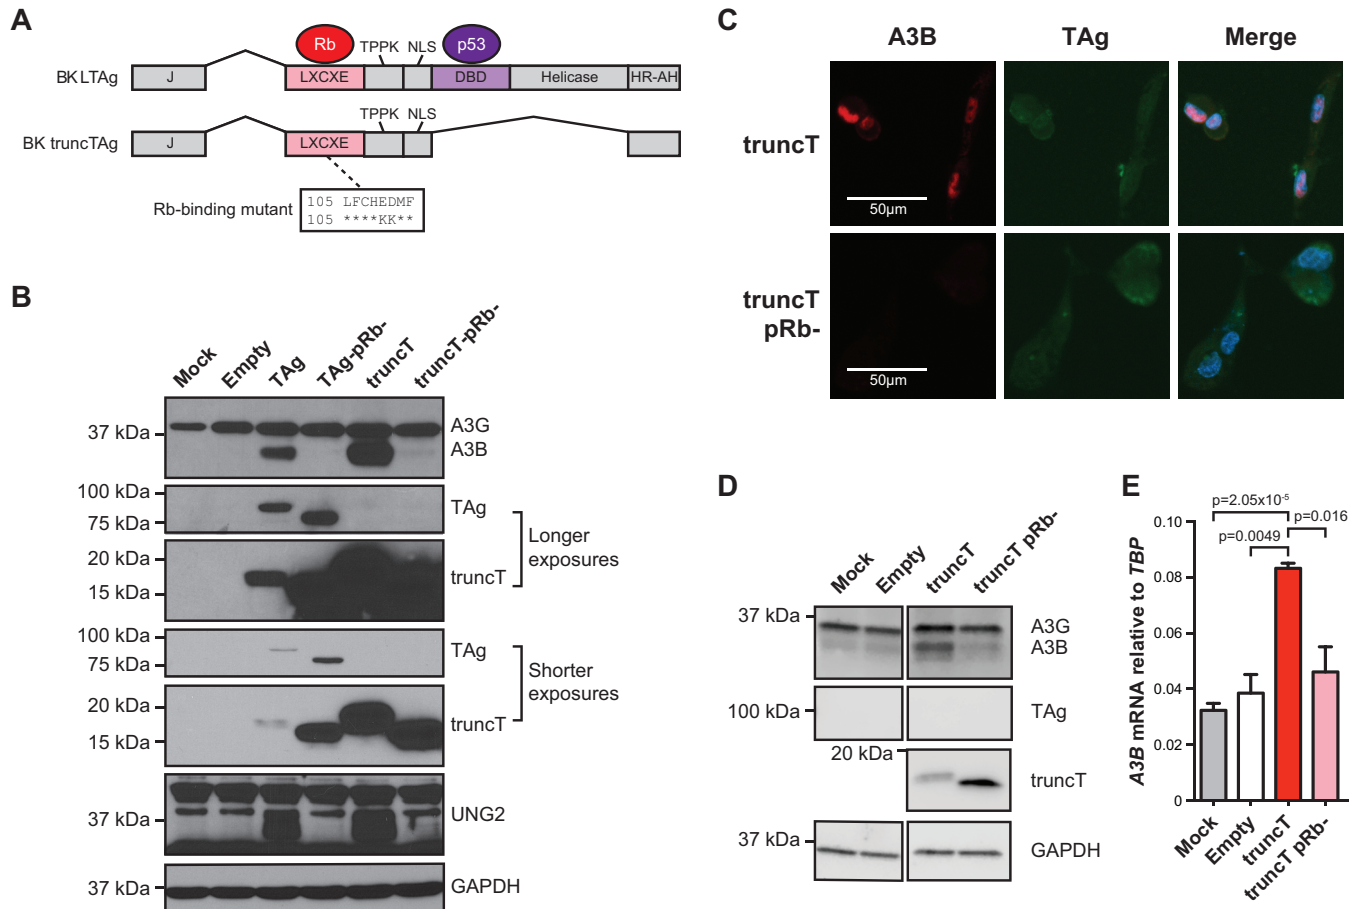 A
Rb
TPPK
NLS
p53
BK LTAg
J
LXCXE
DBD
Helicase
HR-AH
TPPK
NLS
BK truncTAg
J
LXCXE
Rb-binding mutant
105 LFCHEDMF
105 ****KK**
B
Mock
Empty
TAg
TAg-pRb-
truncT
truncT-pRb-
37 kDa
A3G
A3B
100 kDa
75 kDa
TAg
20 kDa
15 kDa
truncT
Longer
exposures
100 kDa
75 kDa
TAg
20 kDa
15 kDa
truncT
Shorter
exposures
37 kDa
UNG2
37 kDa
GAPDH
C
A3B
TAg
Merge
truncT
50µm
truncT
pRb-
50µm
D
Mock
Empty
truncT
truncT pRb-
37 kDa
A3G
A3B
100 kDa
TAg
20 kDa
truncT
37 kDa
GAPDH
E
p=2.05x10-5
p=0.016
p=0.0049
A3B mRNA relative to TBP
0.10
0.08
0.06
0.04
0.02
0
Mock
Empty
truncT
truncT pRb-